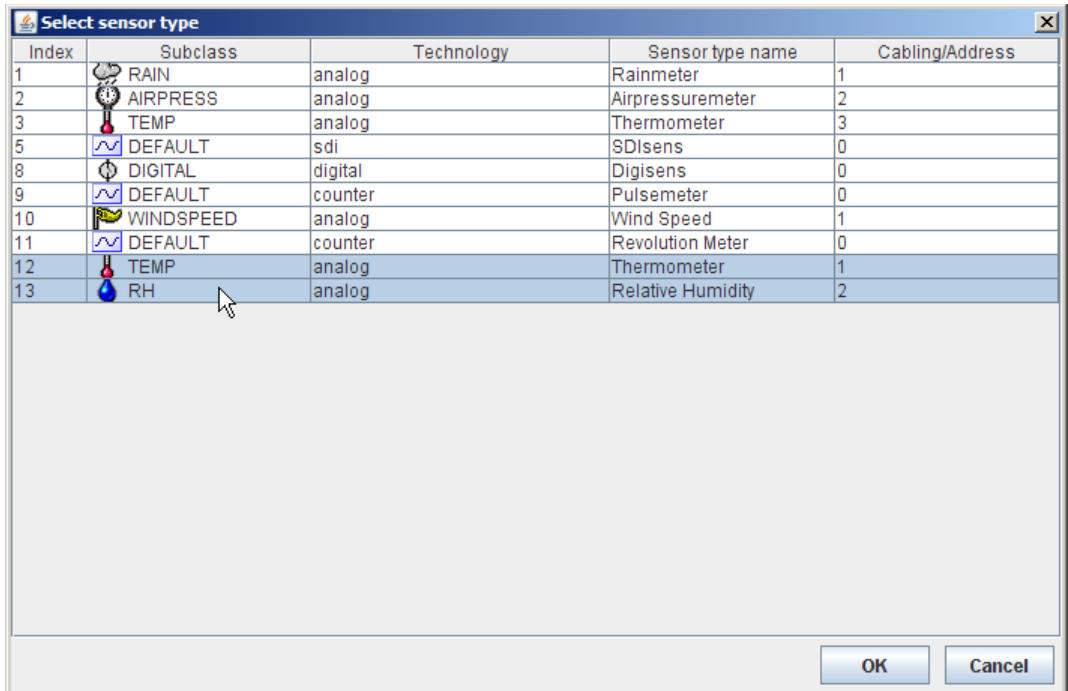 Select sensor type
Index Subclass Technology Sensor type name Cabling/Address
1 RAIN analog Rainmeter 1
2 AIRPRESS analog Airpressuremeter 2
3 TEMP analog Thermometer 3
5 DEFAULT sdi SDIsens 0
8 DIGITAL digital Digisens 0
9 DEFAULT counter Pulsemeter 0
10 WINDSPEED analog Wind Speed 1
11 DEFAULT counter Revolution Meter 0
12 TEMP analog Thermometer 1
13 RH analog Relative Humidity 2
OK Cancel